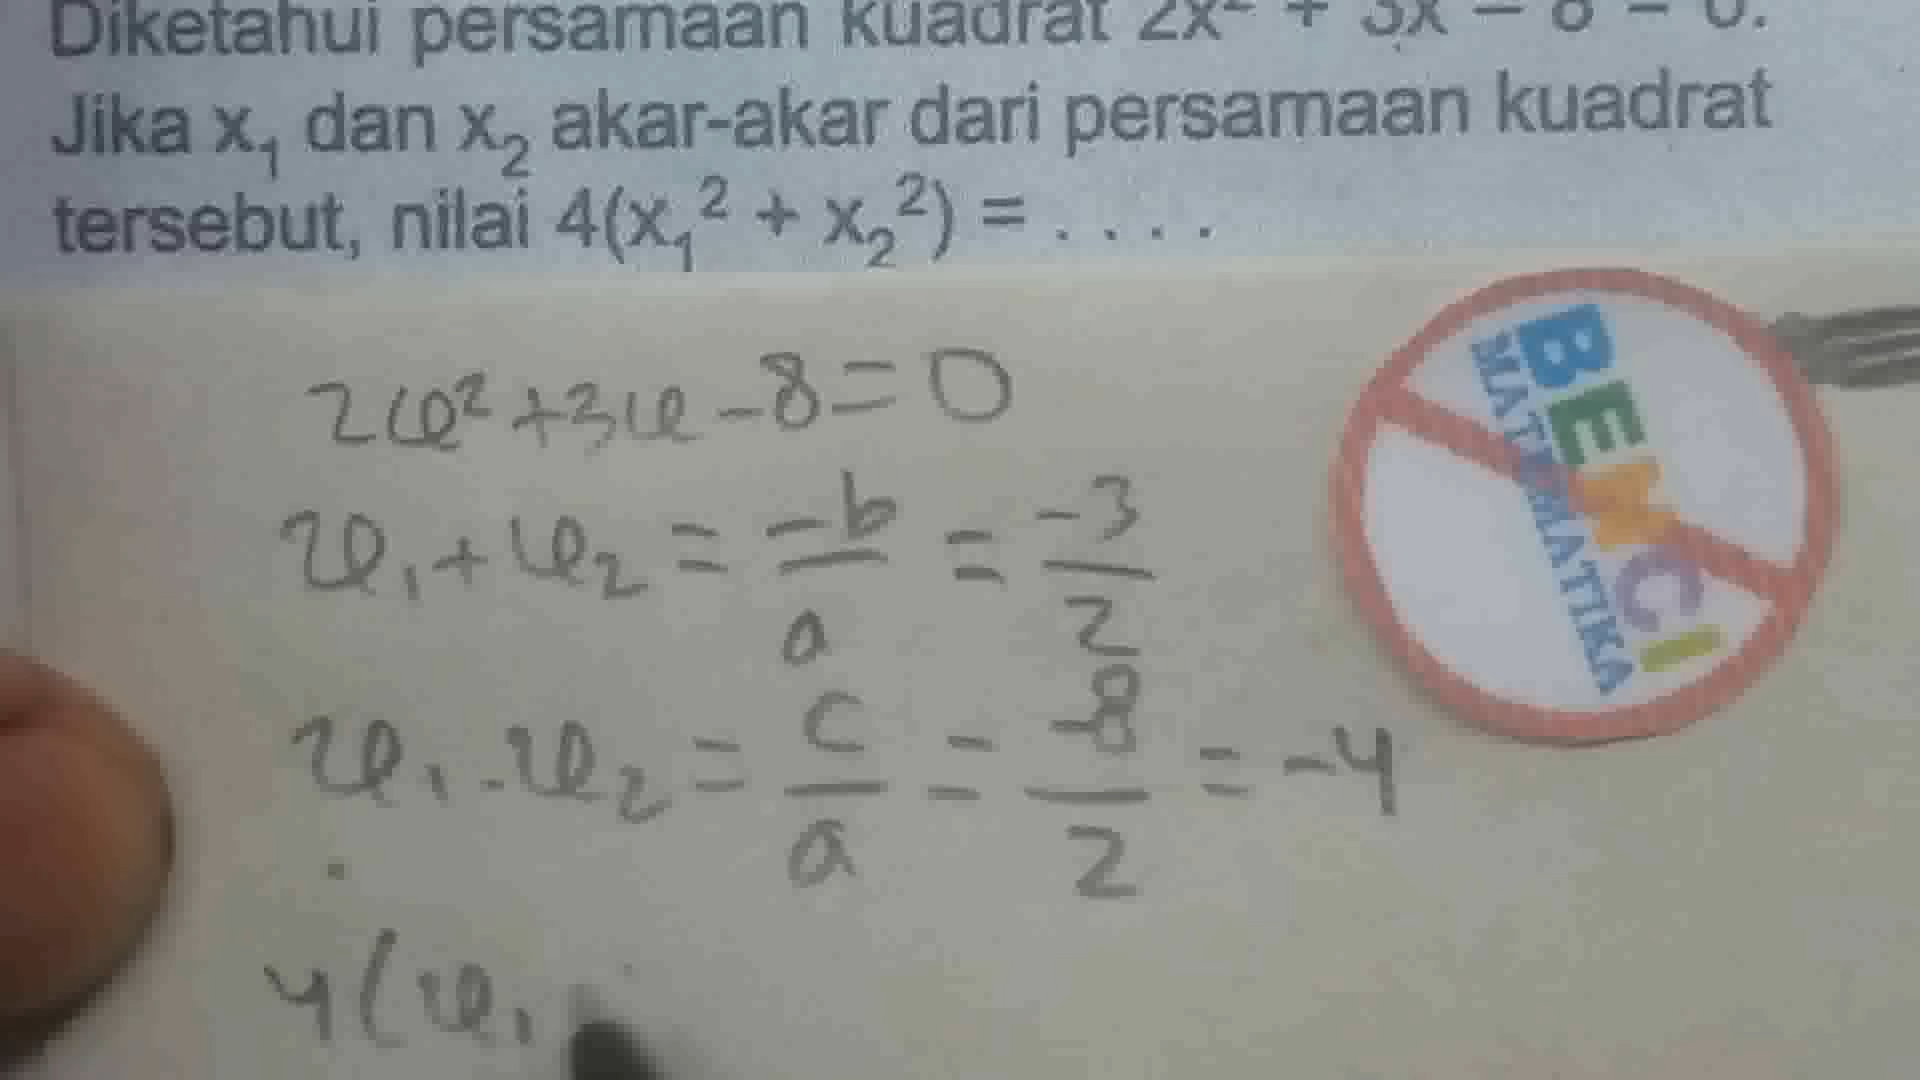 Diketahui persamaan kuadrat 2x² + 3x − 8 = 0.
Jika x₁ dan x₂ akar-akar dari persamaan kuadrat
tersebut, nilai 4(x₁² + x₂²) = . . . .
2x² + 3x - 8 = 0
x₁ + x₂ = -b/a = -3/2
x₁ . x₂ = c/a = -8/2 = -4
4(x₁
BENCI
MATEMATIKA